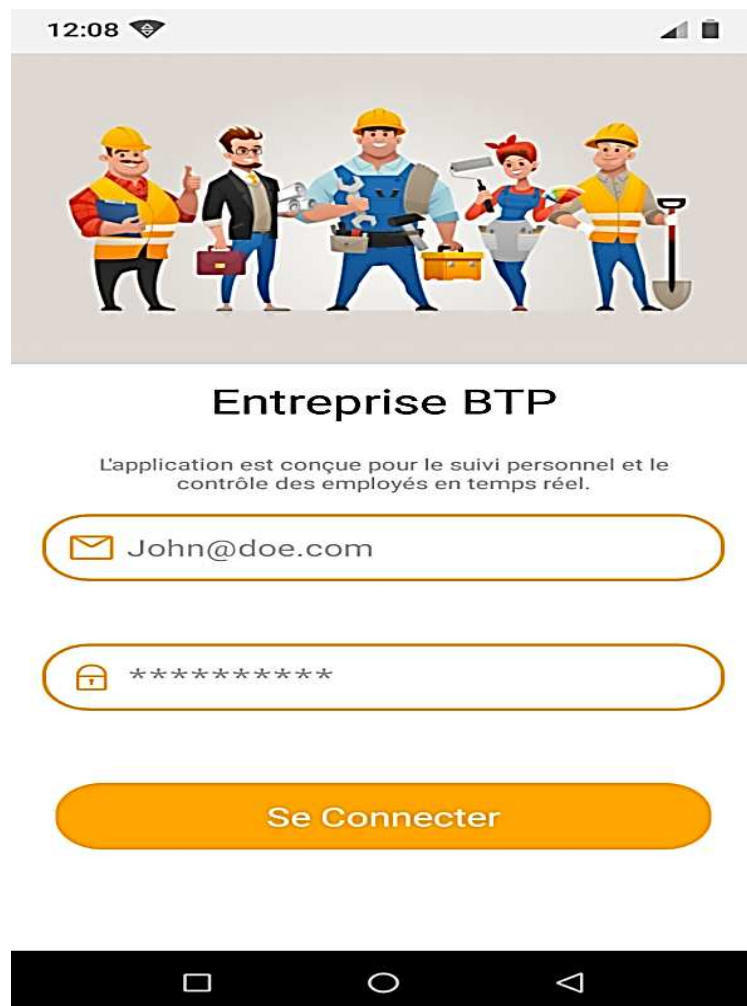 12:08
Entreprise BTP
L'application est conçue pour le suivi personnel et le
contrôle des employés en temps réel.
John@doe.com
**********
Se Connecter